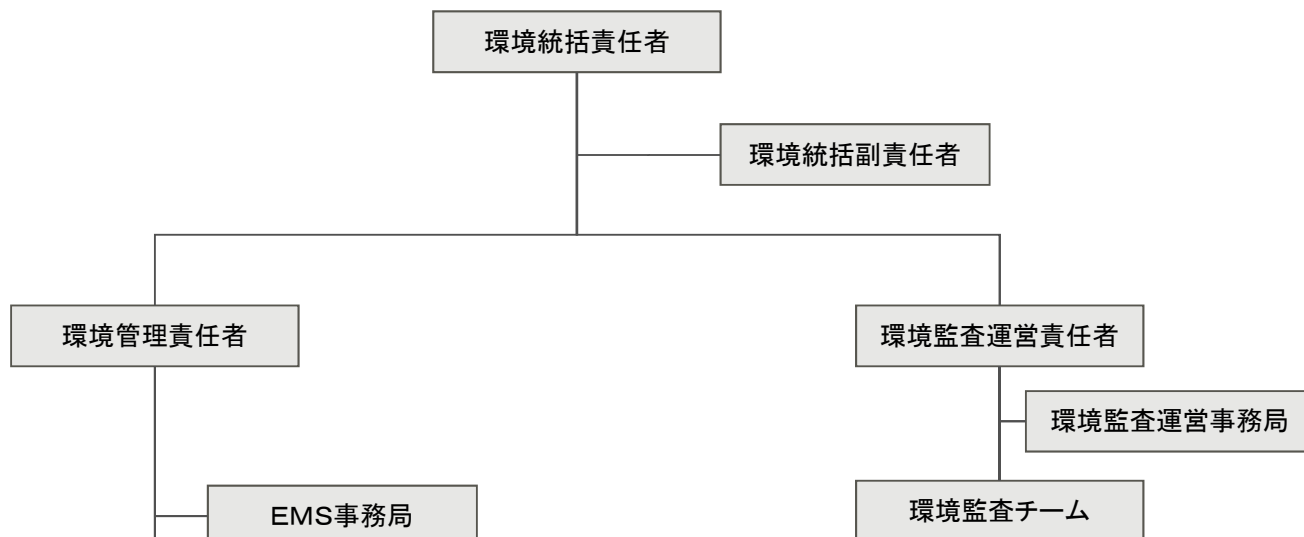 環境統括責任者
環境統括副責任者
環境管理責任者
環境監査運営責任者
環境監査運営事務局
EMS事務局
環境監査チーム